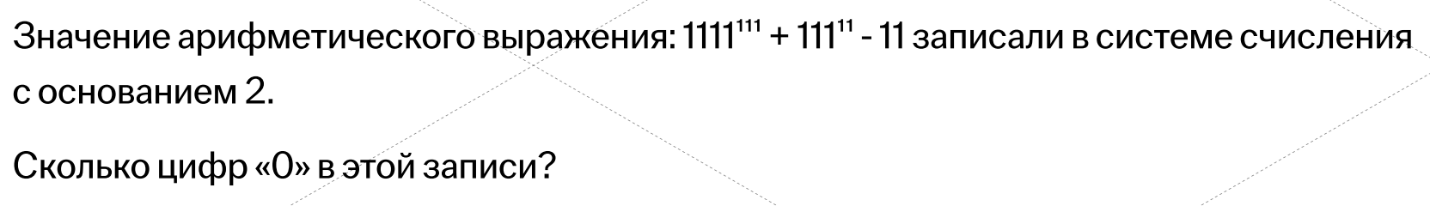 Значение арифметического выражения: 1111¹¹¹ + 111¹¹ - 11 записали в системе счисления
с основанием 2.
Сколько цифр «0» в этой записи?